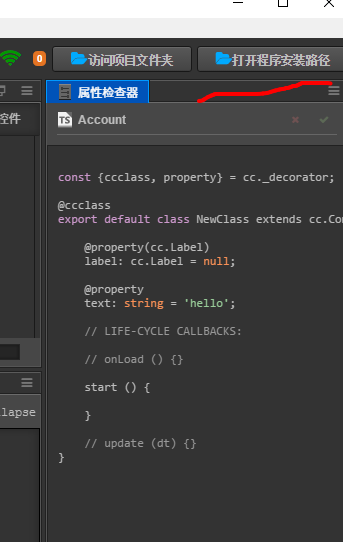 0
访问项目文件夹
打开程序安装路径
属性检查器
控件
TS
Account
const {ccclass, property} = cc._decorator;
@ccclass
export default class NewClass extends cc.Co
@property(cc.Label)
label: cc.Label = null;
@property
text: string = 'hello';
// LIFE-CYCLE CALLBACKS:
// onLoad () {}
start () {
}
// update (dt) {}
}
lapse